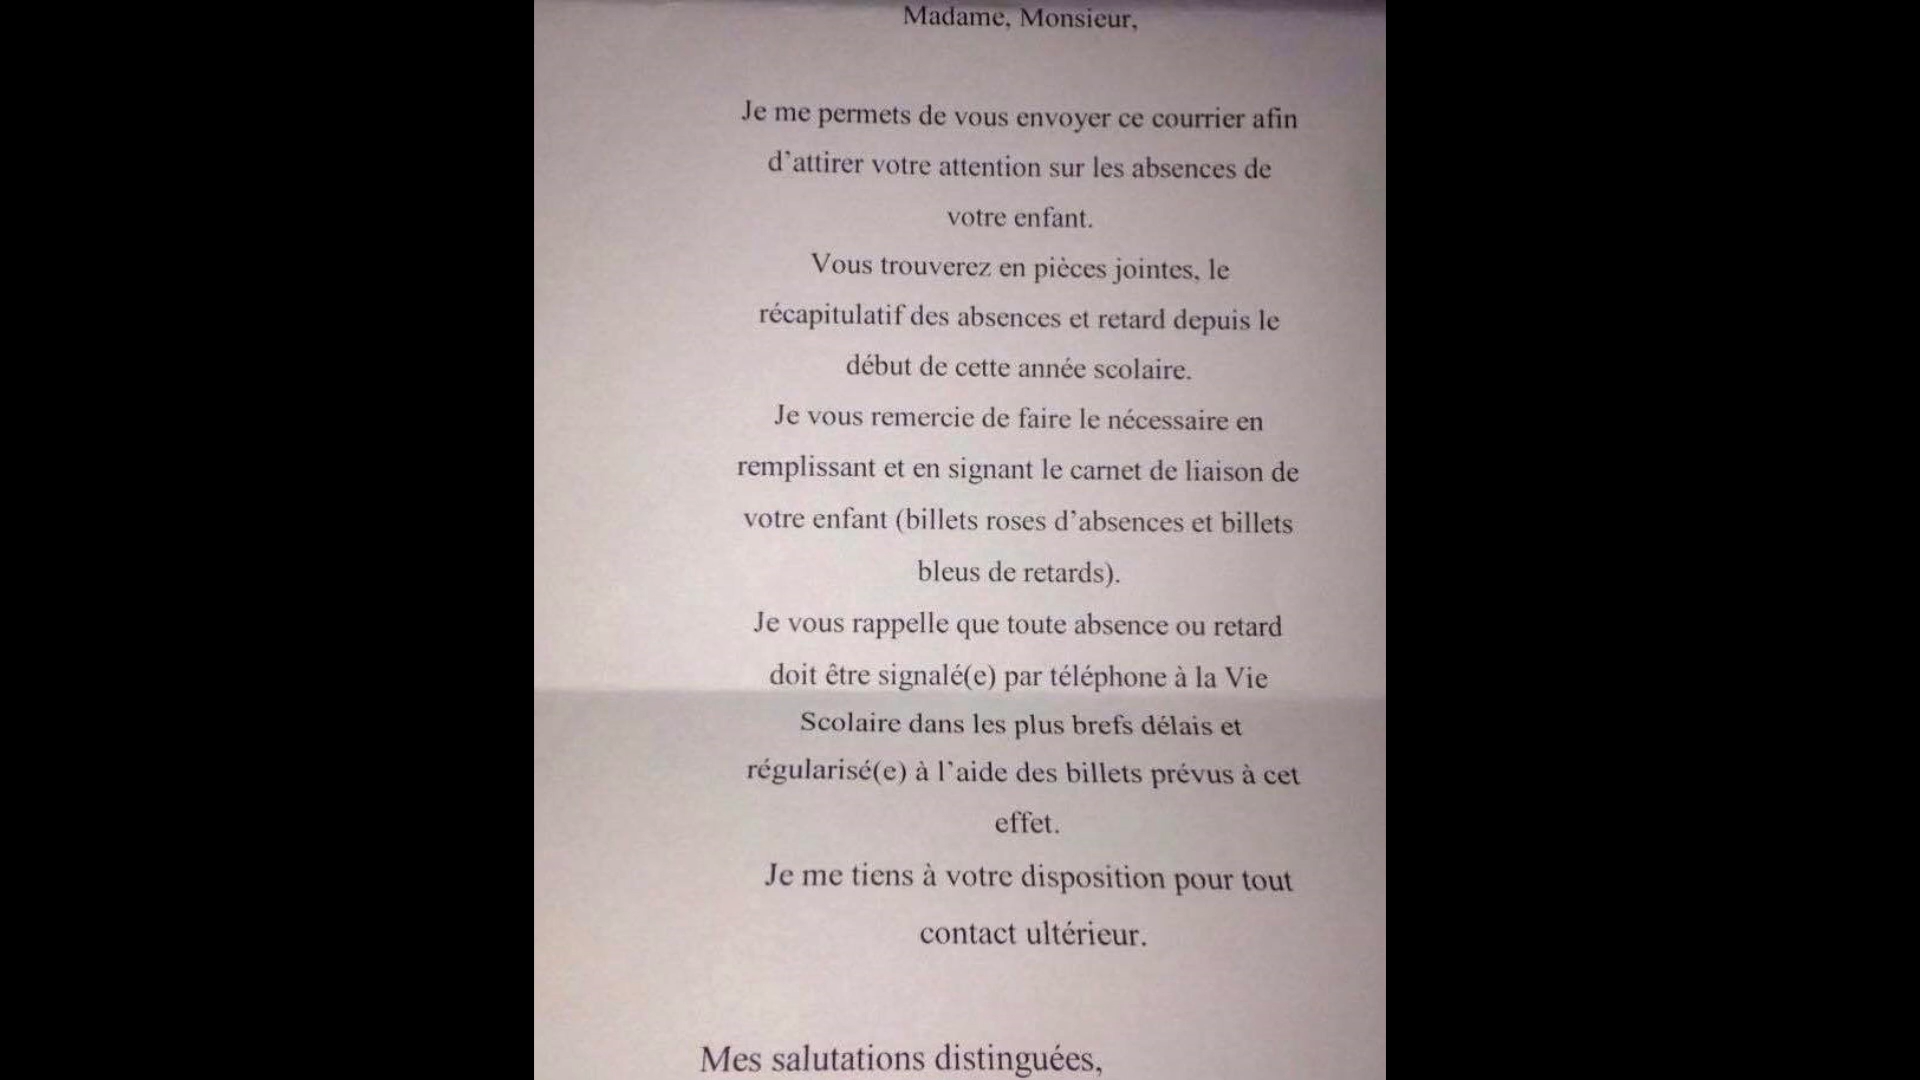 Madame, Monsieur,
Je me permets de vous envoyer ce courrier afin
d'attirer votre attention sur les absences de
votre enfant.
Vous trouverez en pièces jointes, le
récapitulatif des absences et retard depuis le
début de cette année scolaire.
Je vous remercie de faire le nécessaire en
remplissant et en signant le carnet de liaison de
votre enfant (billets roses d'absences et billets
bleus de retards).
Je vous rappelle que toute absence ou retard
doit être signalé(e) par téléphone à la Vie
Scolaire dans les plus brefs délais et
régularisé(e) à l'aide des billets prévus à cet
effet.
Je me tiens à votre disposition pour tout
contact ultérieur.
Mes salutations distinguées,